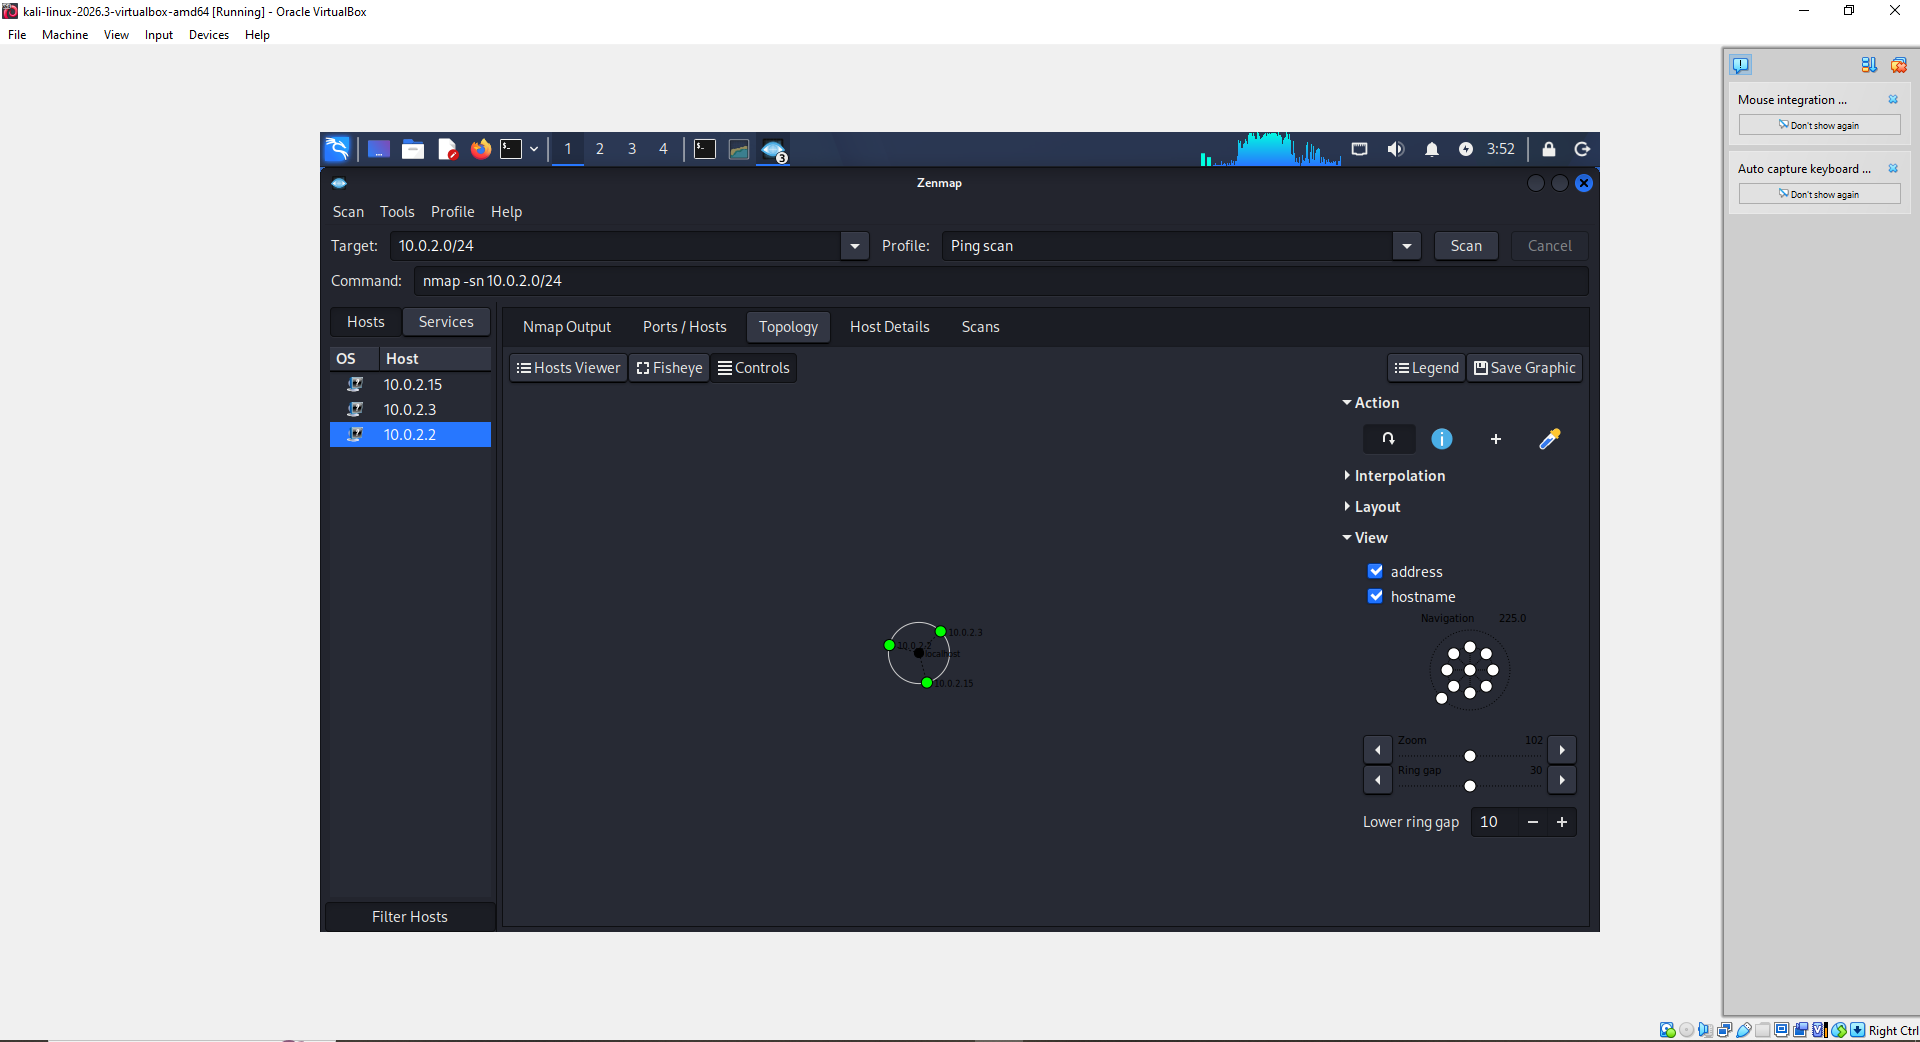 kali-linux-2026.3-virtualbox-amd64 [Running] - Oracle VirtualBox
File Machine View Input Devices Help
Mouse integration ...
Don't show again
Auto capture keyboard ...
Don't show again
1 2 3 4
3
3:52
Zenmap
Scan Tools Profile Help
Target: 10.0.2.0/24 Profile: Ping scan Scan Cancel
Command: nmap -sn 10.0.2.0/24
Hosts Services
Nmap Output Ports / Hosts Topology Host Details Scans
OS Host
10.0.2.15
10.0.2.3
10.0.2.2
Hosts Viewer Fisheye Controls Legend Save Graphic
Action
Interpolation
Layout
View
address
hostname
Navigation 225.0
10.0.2.3
10.0.2.2
localhost
10.0.2.15
Zoom 102
Ring gap 30
Lower ring gap 10
Filter Hosts
Right Ctrl